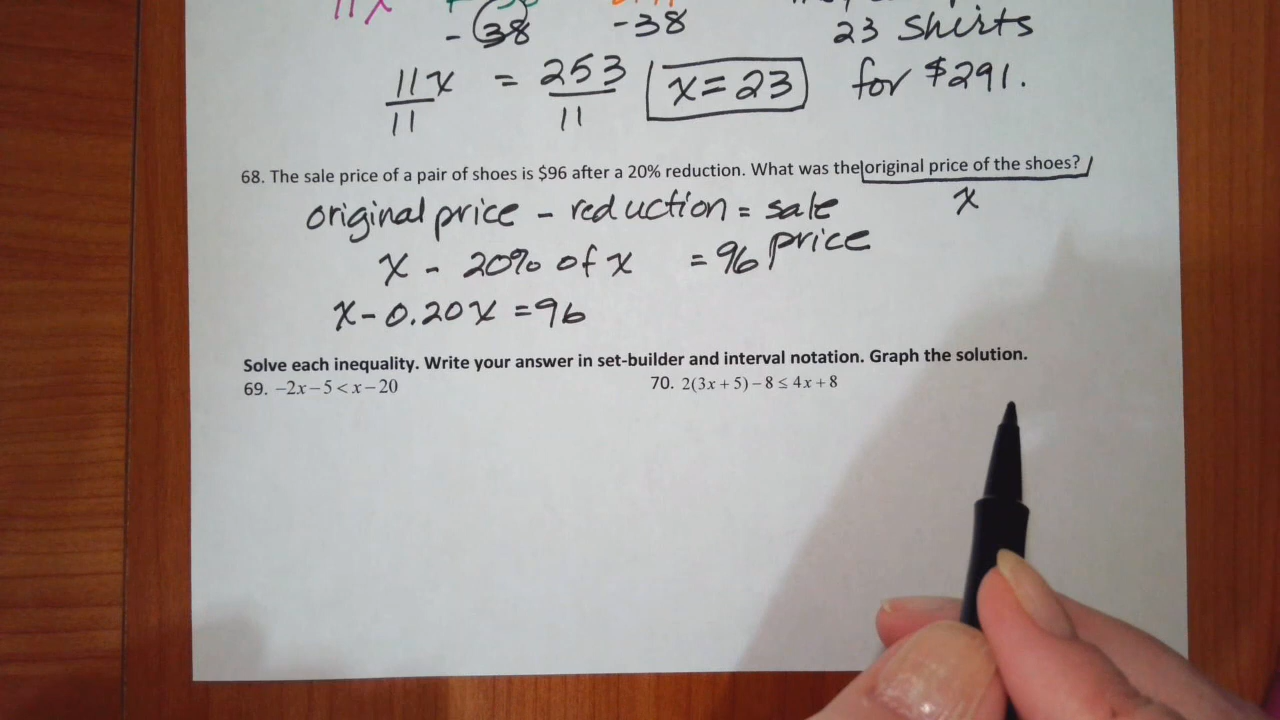 11x
-38 -38
23 shirts
11x = 253 x=23 for $291.
11 11
68. The sale price of a pair of shoes is $96 after a 20% reduction. What was the original price of the shoes?
original price - reduction = sale price
x
x - 20% of x = 96
x - 0.20x = 96
Solve each inequality. Write your answer in set-builder and interval notation. Graph the solution.
69. −2x−5<x−20 70. 2(3x+5)−8≤4x+8